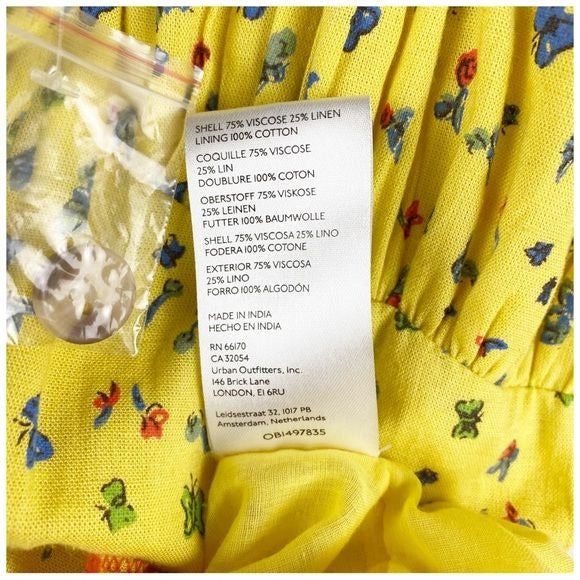 SHELL 75% VISCOSE 25% LINEN
LINING 100% COTTON
COQUILLE 75% VISCOSE
25% LIN
DOUBLURE 100% COTON
OBERSTOFF 75% VISKOSE
25% LEINEN
FUTTER 100% BAUMWOLLE
SHELL 75% VISCOSA 25% LINO
FODERA 100% COTONE
EXTERIOR 75% VISCOSA
25% LINO
FORRO 100% ALGODÓN
MADE IN INDIA
HECHO EN INDIA
RN 66170
CA 32054
Urban Outfitters, Inc.
146 Brick Lane
LONDON, E1 6RU
Leidsestraat 32, 1017 PB
Amsterdam, Netherlands
OB1497835